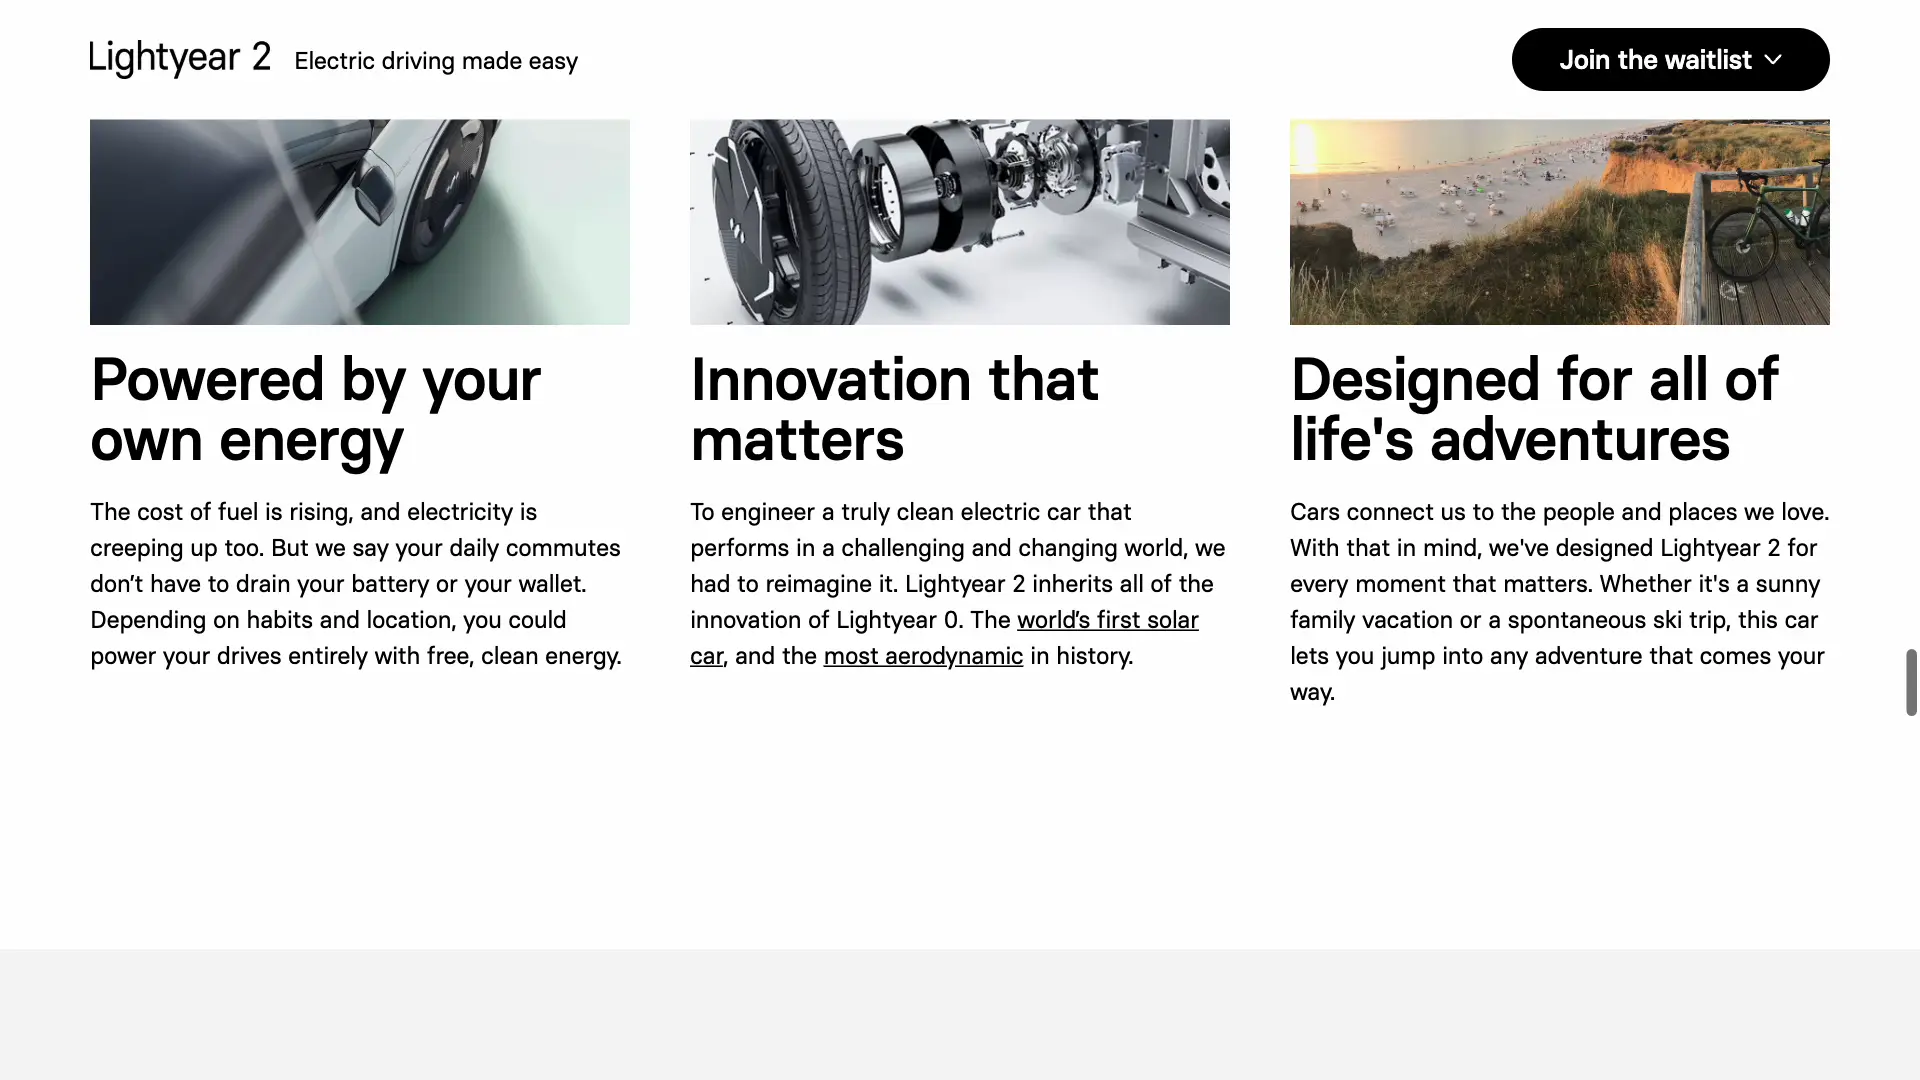 Lightyear 2 Electric driving made easy
Join the waitlist
Powered by your
own energy
The cost of fuel is rising, and electricity is
creeping up too. But we say your daily commutes
don’t have to drain your battery or your wallet.
Depending on habits and location, you could
power your drives entirely with free, clean energy.
Innovation that
matters
To engineer a truly clean electric car that
performs in a challenging and changing world, we
had to reimagine it. Lightyear 2 inherits all of the
innovation of Lightyear 0. The world’s first solar
car, and the most aerodynamic in history.
Designed for all of
life's adventures
Cars connect us to the people and places we love.
With that in mind, we've designed Lightyear 2 for
every moment that matters. Whether it's a sunny
family vacation or a spontaneous ski trip, this car
lets you jump into any adventure that comes your
way.